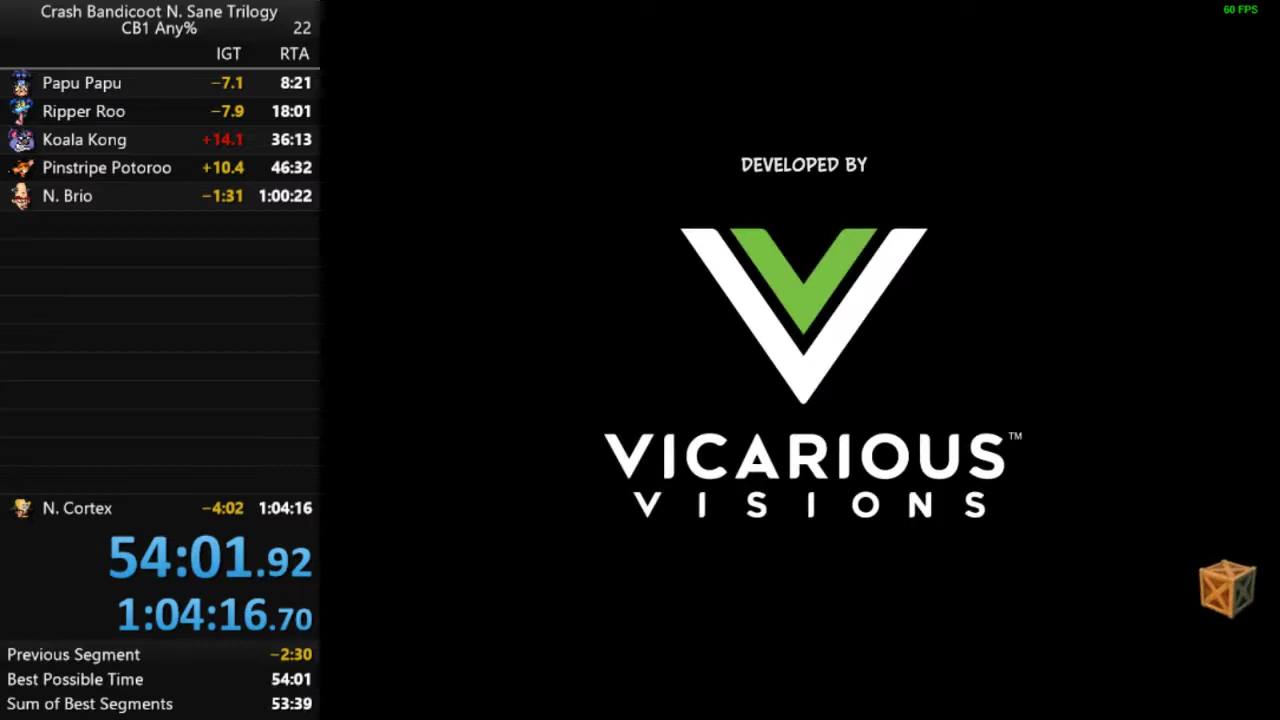 Crash Bandicoot N. Sane Trilogy
CB1 Any% 22
IGT RTA
Papu Papu −7.1 8:21
Ripper Roo −7.9 18:01
Koala Kong +14.1 36:13
Pinstripe Potoroo +10.4 46:32
N. Brio −1:31 1:00:22
N. Cortex −4:02 1:04:16
54:01.92
1:04:16.70
Previous Segment −2:30
Best Possible Time 54:01
Sum of Best Segments 53:39
60 FPS
DEVELOPED BY
VICARIOUS™
VISIONS